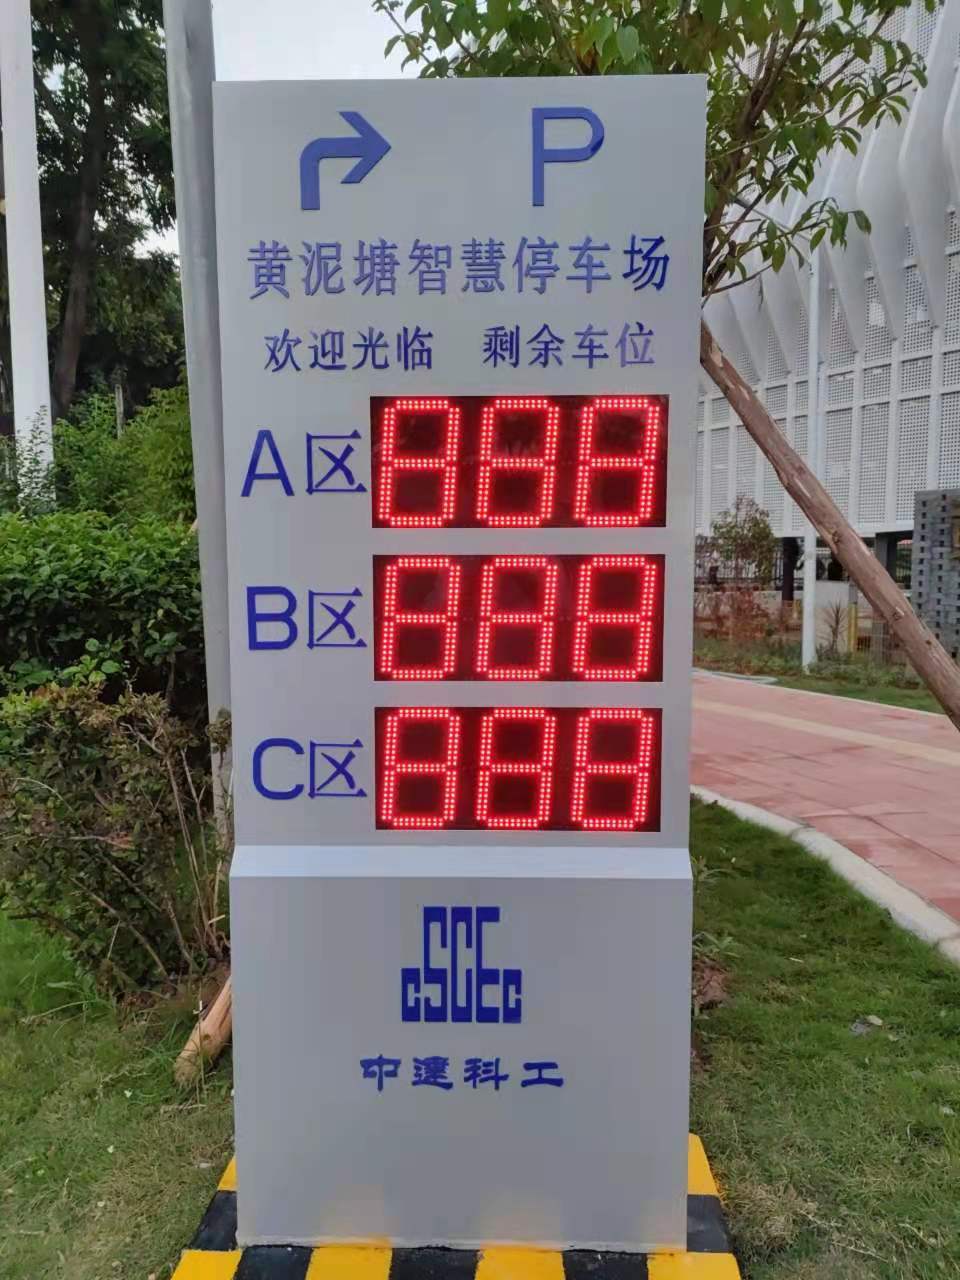 P
黄泥塘智慧停车场
欢迎光临 剩余车位
A区 888
B区 888
C区 888
CSCEC
中建科工